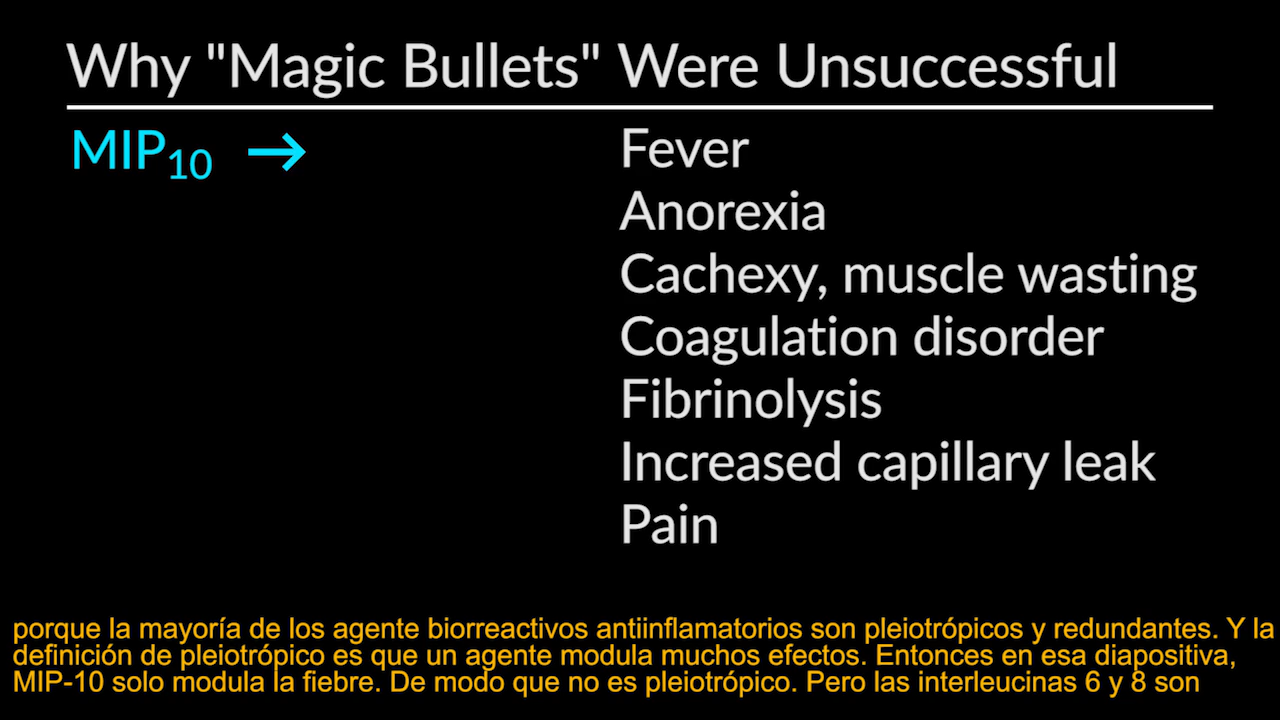 Why "Magic Bullets" Were Unsuccessful
MIP10 → Fever
Anorexia
Cachexy, muscle wasting
Coagulation disorder
Fibrinolysis
Increased capillary leak
Pain
porque la mayoría de los agente biorreactivos antiinflamatorios son pleiotrópicos y redundantes. Y la
definición de pleiotrópico es que un agente modula muchos efectos. Entonces en esa diapositiva,
MIP-10 solo modula la fiebre. De modo que no es pleiotrópico. Pero las interleucinas 6 y 8 son